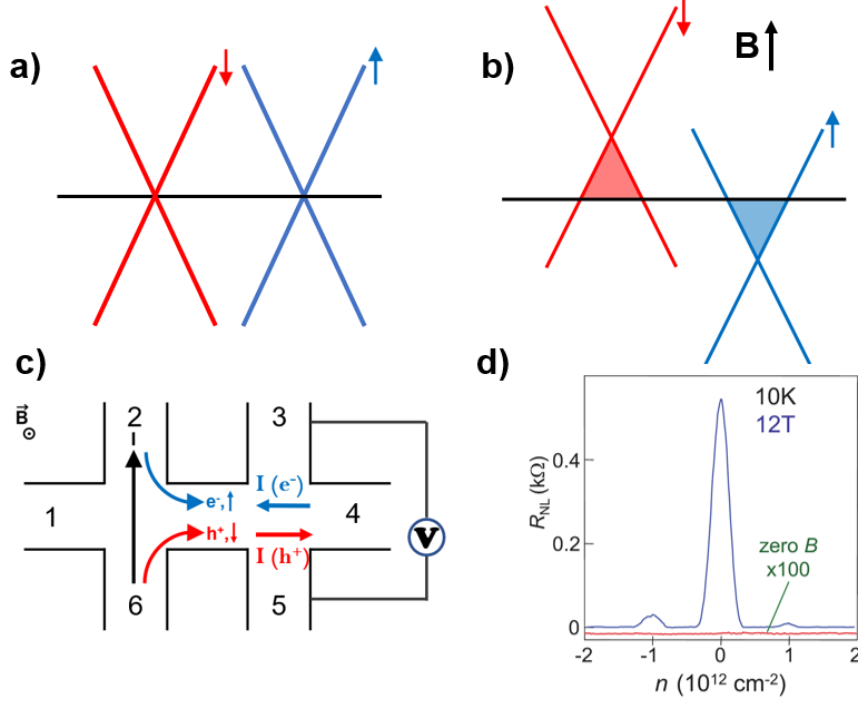 a)
b)
B
c)
B
2
3
I
1
4
e⁻,↑
I (e⁻)
h⁺,↓
I (h⁺)
V
6
5
d)
10K
12T
0.4
0.2
0
R_NL (kΩ)
zero B
x100
-2
-1
0
1
2
n (10¹² cm⁻²)